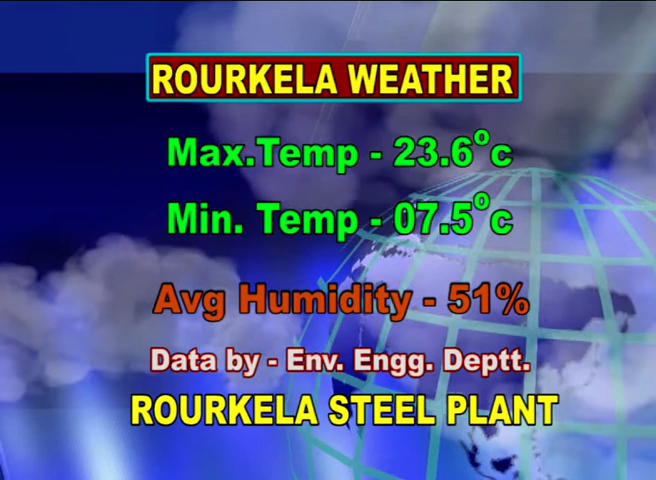 ROURKELA WEATHER
Max.Temp - 23.6°c
Min. Temp - 07.5°c
Avg Humidity - 51%
Data by - Env. Engg. Deptt.
ROURKELA STEEL PLANT